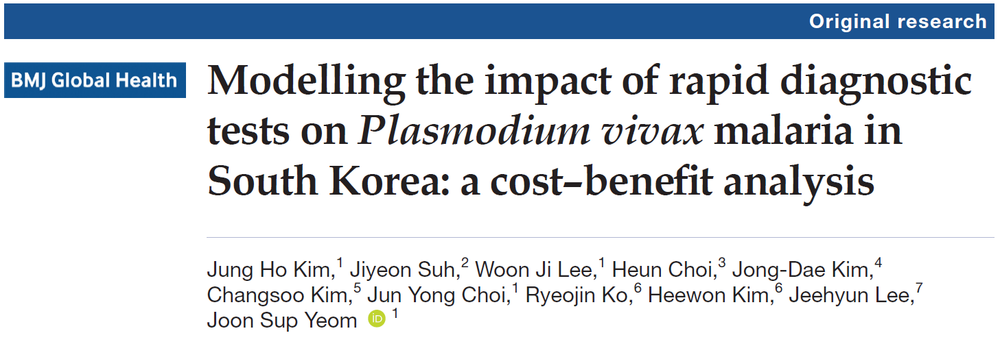 Original research
BMJ Global Health
Modelling the impact of rapid diagnostic
tests on Plasmodium vivax malaria in
South Korea: a cost–benefit analysis
Jung Ho Kim,1 Jiyeon Suh,2 Woon Ji Lee,1 Heun Choi,3 Jong-Dae Kim,4
Changsoo Kim,5 Jun Yong Choi,1 Ryeojin Ko,6 Heewon Kim,6 Jeehyun Lee,7
Joon Sup Yeom iD 1